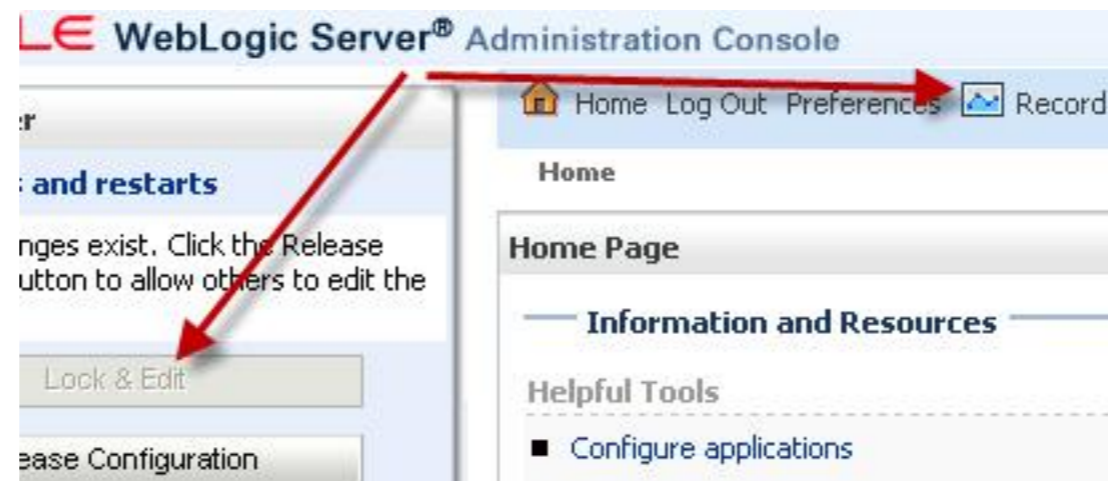 LE WebLogic Server® Administration Console
Home Log Out Preferences Record
er
s and restarts
Home
nges exist. Click the Release
utton to allow others to edit the
Home Page
Information and Resources
Lock & Edit
Helpful Tools
ease Configuration
Configure applications